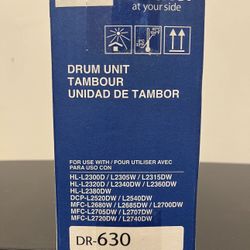 at your side
DRUM UNIT
TAMBOUR
UNIDAD DE TAMBOR
FOR USE WITH / POUR UTILISER AVEC
PARA USO CON
HL-L2300D / L2305W / L2315DW
HL-L2320D / L2340DW / L2360DW
HL-L2380DW
DCP-L2520DW / L2540DW
MFC-L2680W / L2685DW / L2700DW
MFC-L2705DW / L2707DW
MFC-L2720DW / L2740DW
DR-630